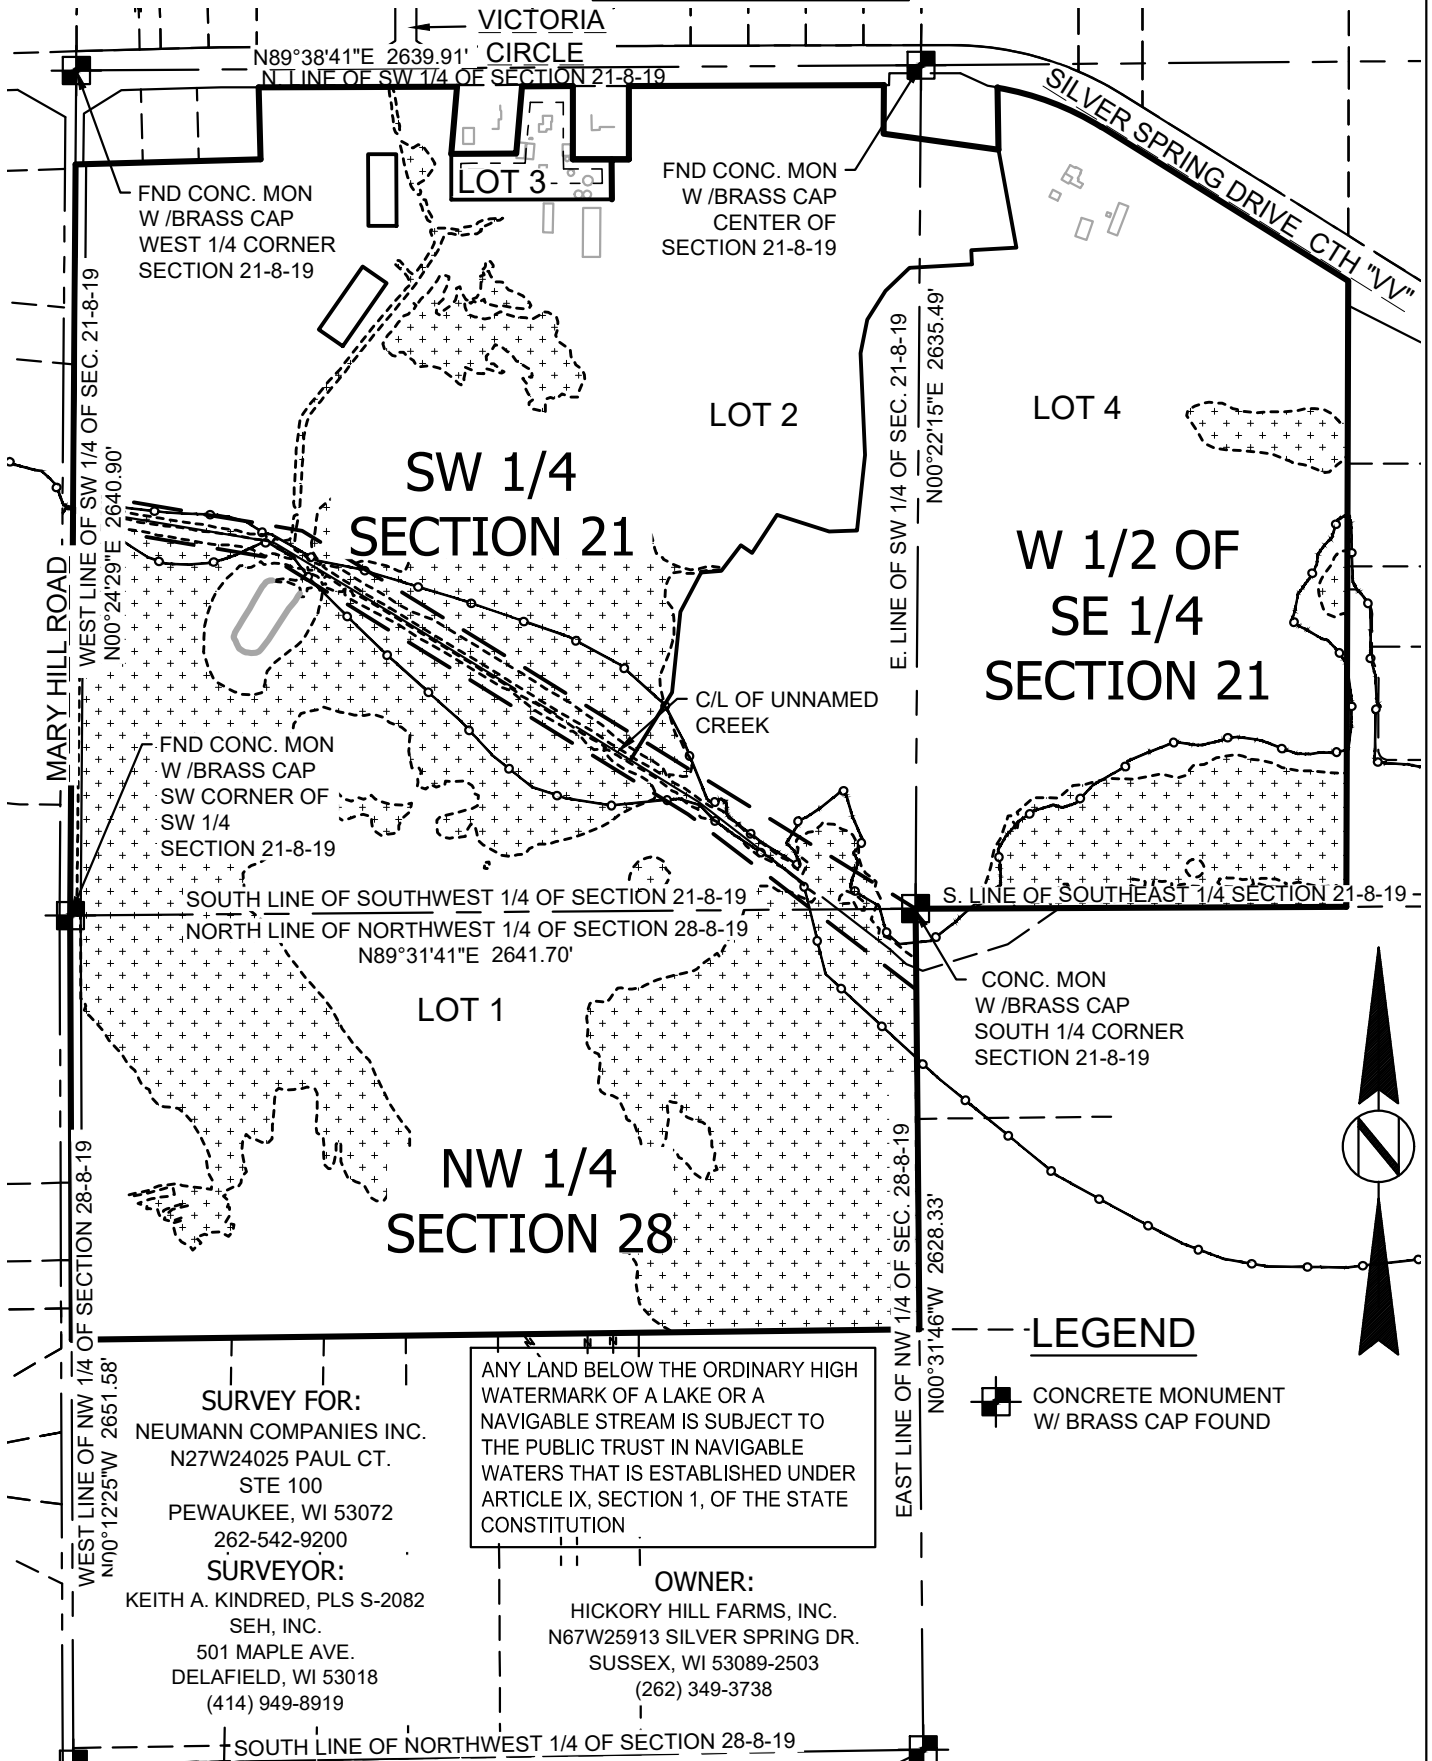 VICTORIA
CIRCLE
N89°38'41"E 2639.91'
N. LINE OF SW 1/4 OF SECTION 21-8-19
SILVER SPRING DRIVE CTH "VV"
FND CONC. MON
W /BRASS CAP
WEST 1/4 CORNER
SECTION 21-8-19
LOT 3
FND CONC. MON
W /BRASS CAP
CENTER OF
SECTION 21-8-19
WEST LINE OF SW 1/4 OF SEC. 21-8-19
N00°24'29"E 2640.90'
E. LINE OF SW 1/4 OF SEC. 21-8-19
N00°22'15"E 2635.49'
LOT 2
LOT 4
SW 1/4
SECTION 21
W 1/2 OF
SE 1/4
SECTION 21
MARY HILL ROAD
C/L OF UNNAMED
CREEK
FND CONC. MON
W /BRASS CAP
SW CORNER OF
SW 1/4
SECTION 21-8-19
SOUTH LINE OF SOUTHWEST 1/4 OF SECTION 21-8-19
S. LINE OF SOUTHEAST 1/4 SECTION 21-8-19
NORTH LINE OF NORTHWEST 1/4 OF SECTION 28-8-19
N89°31'41"E 2641.70'
LOT 1
CONC. MON
W /BRASS CAP
SOUTH 1/4 CORNER
SECTION 21-8-19
NW 1/4
SECTION 28
N
WEST LINE OF NW 1/4 OF SECTION 28-8-19
N00°12'25"W 2651.58'
EAST LINE OF NW 1/4 OF SEC. 28-8-19
N00°31'46"W 2628.33'
LEGEND
CONCRETE MONUMENT
W/ BRASS CAP FOUND
ANY LAND BELOW THE ORDINARY HIGH
WATERMARK OF A LAKE OR A
NAVIGABLE STREAM IS SUBJECT TO
THE PUBLIC TRUST IN NAVIGABLE
WATERS THAT IS ESTABLISHED UNDER
ARTICLE IX, SECTION 1, OF THE STATE
CONSTITUTION
SURVEY FOR:
NEUMANN COMPANIES INC.
N27W24025 PAUL CT.
STE 100
PEWAUKEE, WI 53072
262-542-9200
SURVEYOR:
KEITH A. KINDRED, PLS S-2082
SEH, INC.
501 MAPLE AVE.
DELAFIELD, WI 53018
(414) 949-8919
OWNER:
HICKORY HILL FARMS, INC.
N67W25913 SILVER SPRING DR.
SUSSEX, WI 53089-2503
(262) 349-3738
SOUTH LINE OF NORTHWEST 1/4 OF SECTION 28-8-19